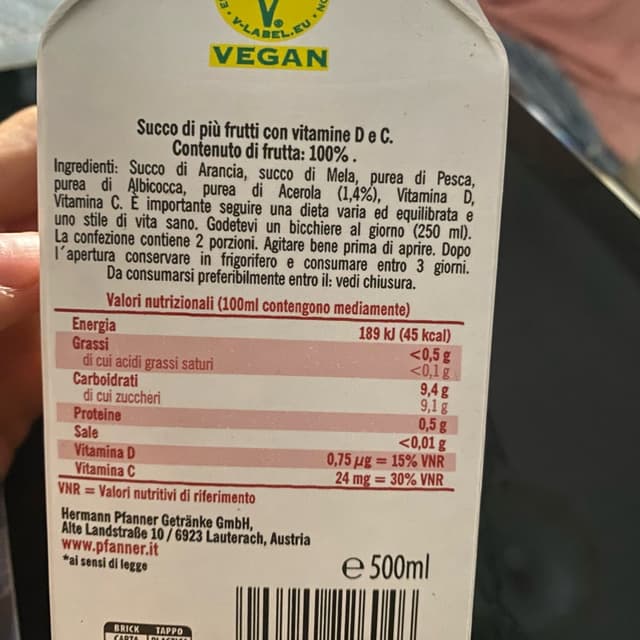 V-LABEL.EU
VEGAN
Succo di più frutti con vitamine D e C.
Contenuto di frutta: 100% .
Ingredienti: Succo di Arancia, succo di Mela, purea di Pesca,
purea di Albicocca, purea di Acerola (1,4%), Vitamina D,
Vitamina C. È importante seguire una dieta varia ed equilibrata e
uno stile di vita sano. Godetevi un bicchiere al giorno (250 ml).
La confezione contiene 2 porzioni. Agitare bene prima di aprire. Dopo
l´apertura conservare in frigorifero e consumare entro 3 giorni.
Da consumarsi preferibilmente entro il: vedi chiusura.
Valori nutrizionali (100ml contengono mediamente)
Energia 189 kJ (45 kcal)
Grassi <0,5 g
di cui acidi grassi saturi <0,1 g
Carboidrati 9,4 g
di cui zuccheri 9,1 g
Proteine 0,5 g
Sale <0,01 g
Vitamina D 0,75 µg = 15% VNR
Vitamina C 24 mg = 30% VNR
VNR = Valori nutritivi di riferimento
Hermann Pfanner Getränke GmbH,
Alte Landstraße 10 / 6923 Lauterach, Austria
www.pfanner.it
*ai sensi di legge
e 500ml
BRICK TAPPO
CARTA PLASTICA